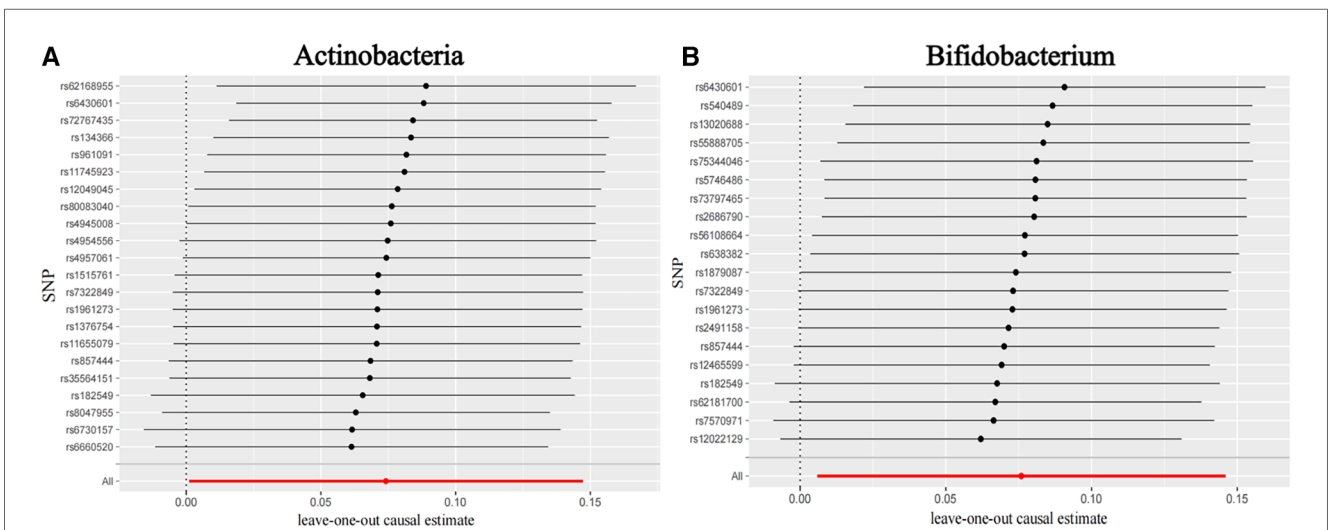 A
Actinobacteria
SNP
rs62168955
rs6430601
rs72767435
rs134366
rs961091
rs11745923
rs12049045
rs80083040
rs4945008
rs4954556
rs4957061
rs1515761
rs7322849
rs1961273
rs1376754
rs11655079
rs857444
rs35564151
rs182549
rs8047955
rs6730157
rs6660520
All
0.00 0.05 0.10 0.15
leave-one-out causal estimate
B
Bifidobacterium
SNP
rs6430601
rs540489
rs13020688
rs55888705
rs75344046
rs5746486
rs73797465
rs2686790
rs56108664
rs638382
rs1879087
rs7322849
rs1961273
rs2491158
rs857444
rs12465599
rs182549
rs62181700
rs7570971
rs12022129
All
0.00 0.05 0.10 0.15
leave-one-out causal estimate